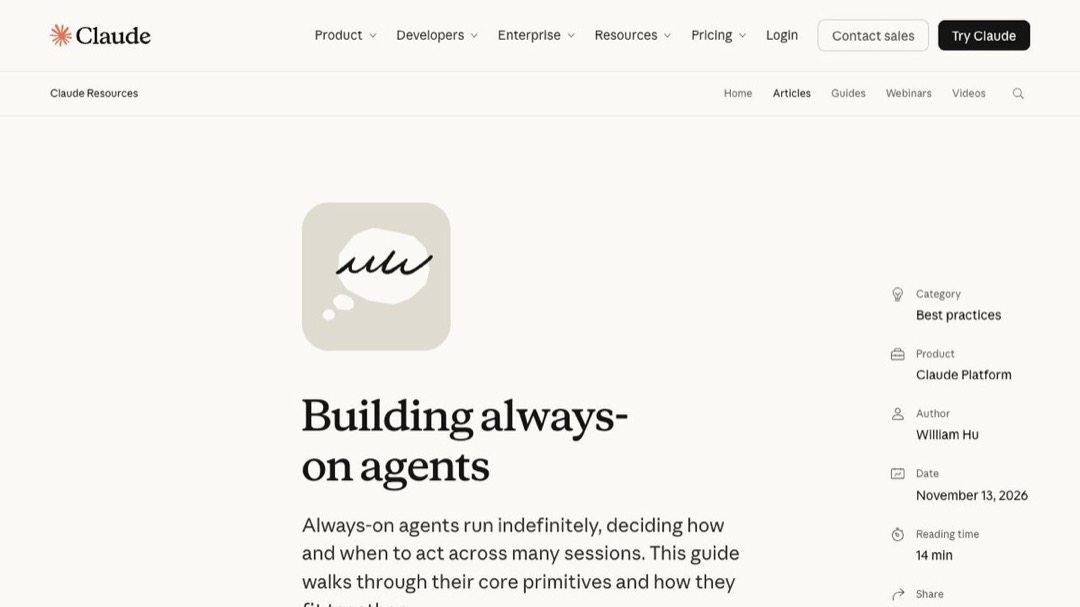 Claude
Product
Developers
Enterprise
Resources
Pricing
Login
Contact sales
Try Claude
Claude Resources
Home
Articles
Guides
Webinars
Videos
Building always-
on agents
Always-on agents run indefinitely, deciding how
and when to act across many sessions. This guide
walks through their core primitives and how they
Category
Best practices
Product
Claude Platform
Author
William Hu
Date
November 13, 2026
Reading time
14 min
Share